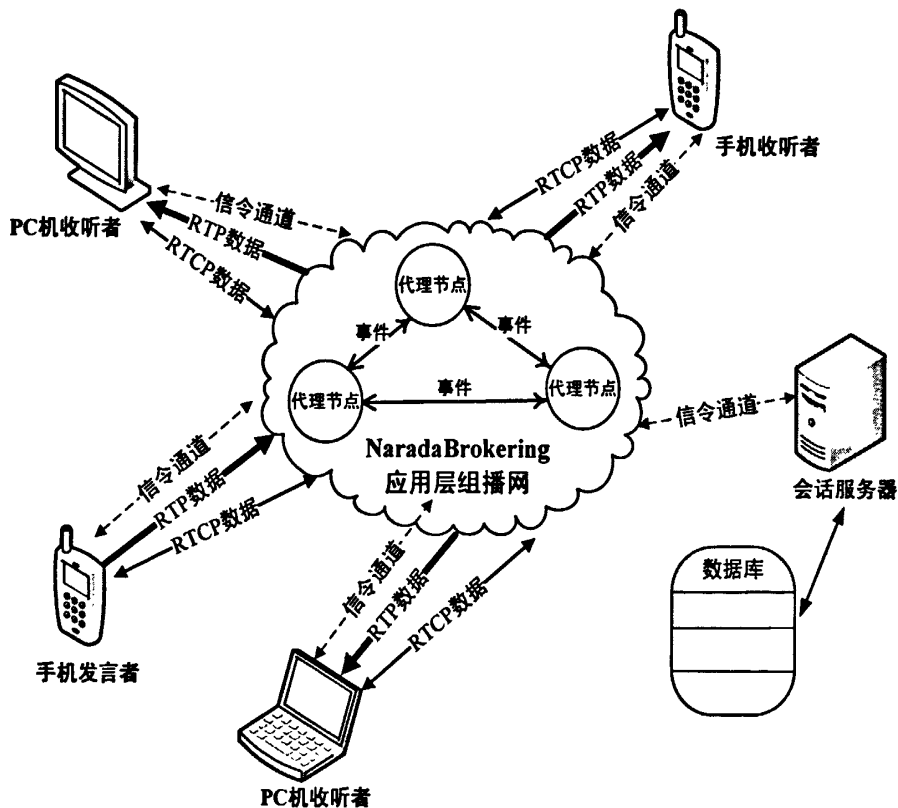 手机收听者
RTCP数据
RTP数据
信令通道
PC机收听者
信令通道
RTP数据
RTCP数据
代理节点
事件
事件
代理节点
事件
代理节点
NaradaBrokering
应用层组播网
信令通道
会话服务器
数据库
信令通道
RTP数据
RTCP数据
手机发言者
信令通道
RTP数据
RTCP数据
PC机收听者